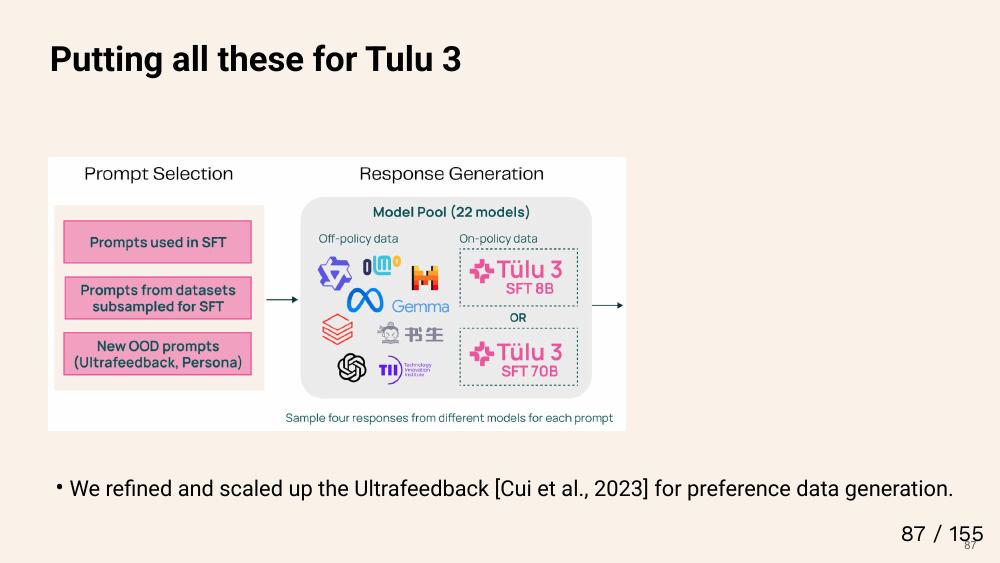 Putting all these for Tulu 3
Prompt Selection
Prompts used in SFT
Prompts from datasets
subsampled for SFT
New OOD prompts
(Ultrafeedback, Persona)
Response Generation
Model Pool (22 models)
Off-policy data
OLMo
Gemma
书生
TII Technology
Innovation
Institute
On-policy data
Tülu 3
SFT 8B
OR
Tülu 3
SFT 70B
Sample four responses from different models for each prompt
• We refined and scaled up the Ultrafeedback [Cui et al., 2023] for preference data generation.
87 / 155
87